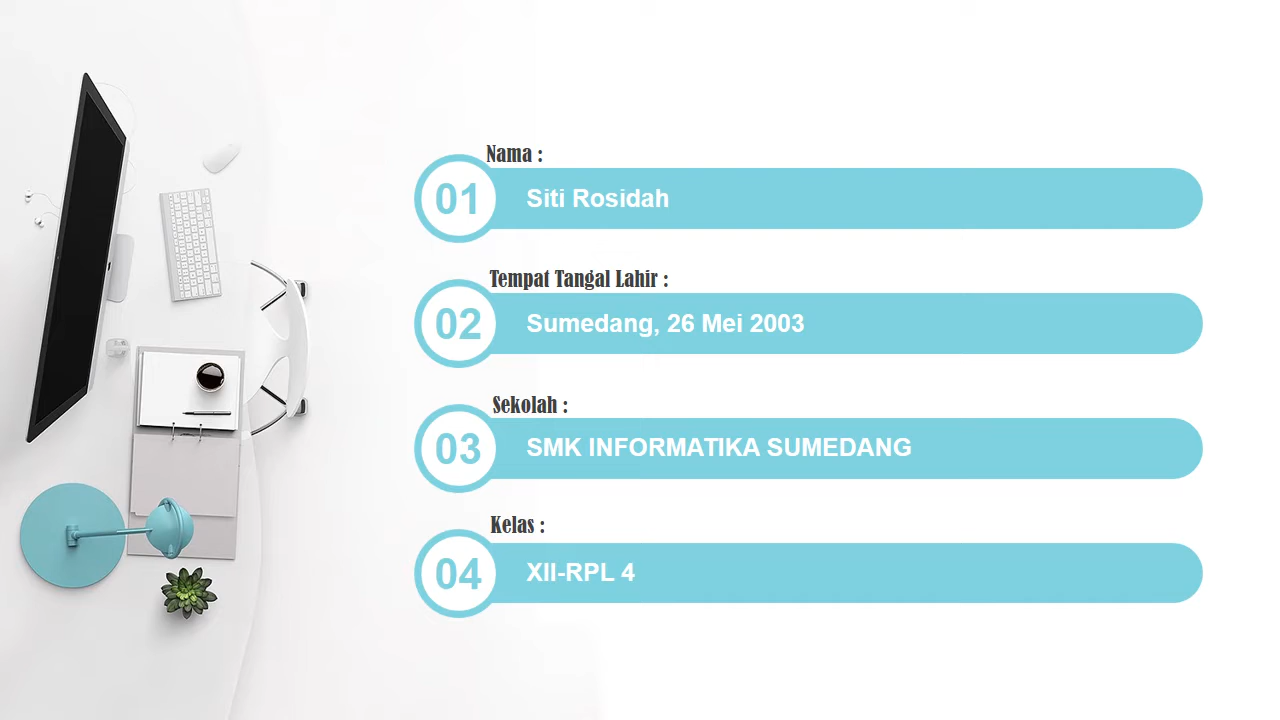 Nama :
01 Siti Rosidah
Tempat Tangal Lahir :
02 Sumedang, 26 Mei 2003
Sekolah :
03 SMK INFORMATIKA SUMEDANG
Kelas :
04 XII-RPL 4